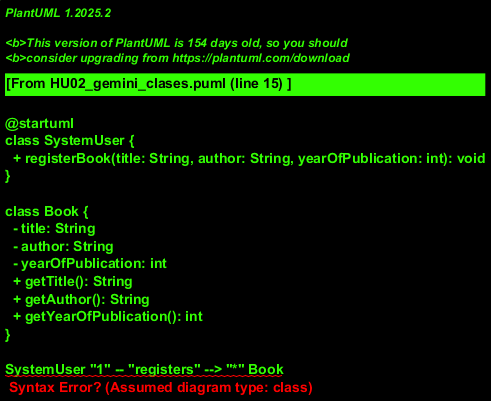 PlantUML 1.2025.2
<b>This version of PlantUML is 154 days old, so you should
<b>consider upgrading from https://plantuml.com/download
[From HU02_gemini_clases.puml (line 15) ]
@startuml
class SystemUser {
+ registerBook(title: String, author: String, yearOfPublication: int): void
}
class Book {
- title: String
- author: String
- yearOfPublication: int
+ getTitle(): String
+ getAuthor(): String
+ getYearOfPublication(): int
}
SystemUser "1" -- "registers" --> "*" Book
Syntax Error? (Assumed diagram type: class)